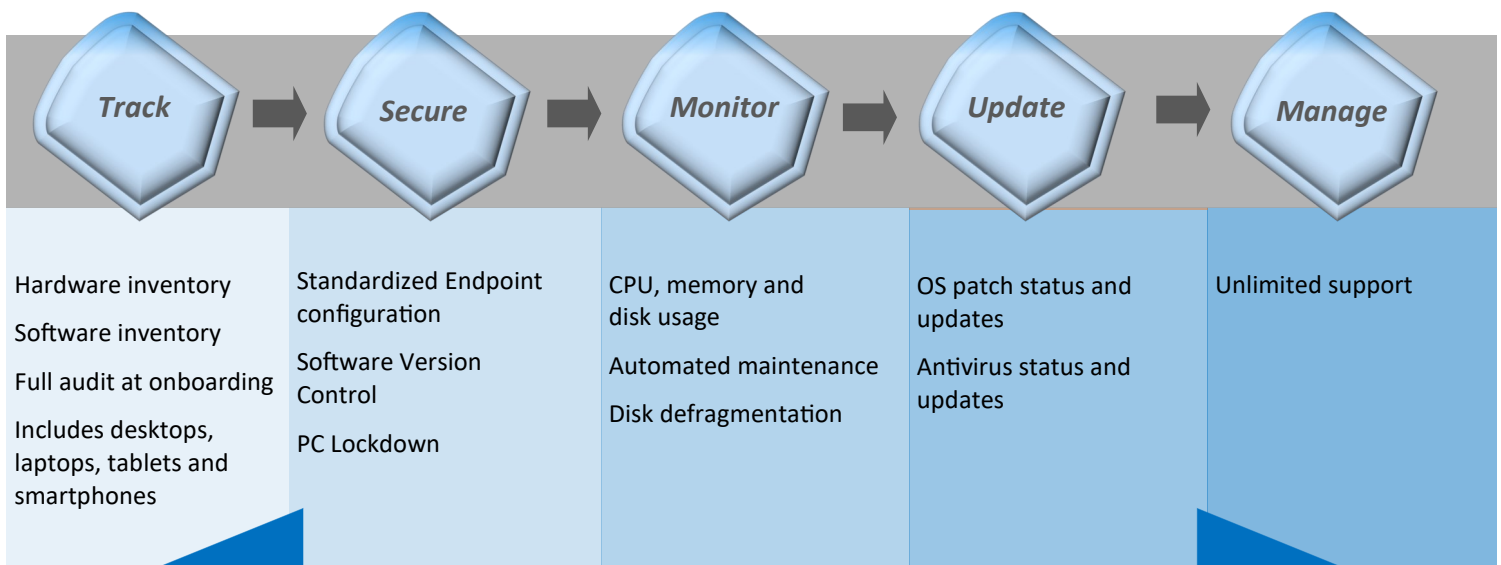 Track
Secure
Monitor
Update
Manage
Hardware inventory
Software inventory
Full audit at onboarding
Includes desktops,
laptops, tablets and
smartphones
Standardized Endpoint
configuration
Software Version
Control
PC Lockdown
CPU, memory and
disk usage
Automated maintenance
Disk defragmentation
OS patch status and
updates
Antivirus status and
updates
Unlimited support